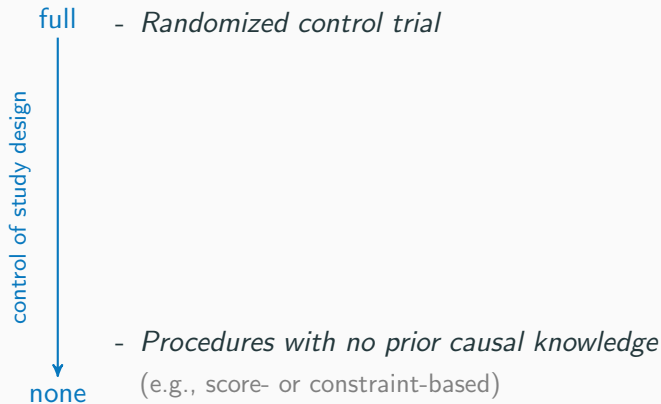 full
- Randomized control trial
control of study design
- Procedures with no prior causal knowledge
(e.g., score- or constraint-based)
none